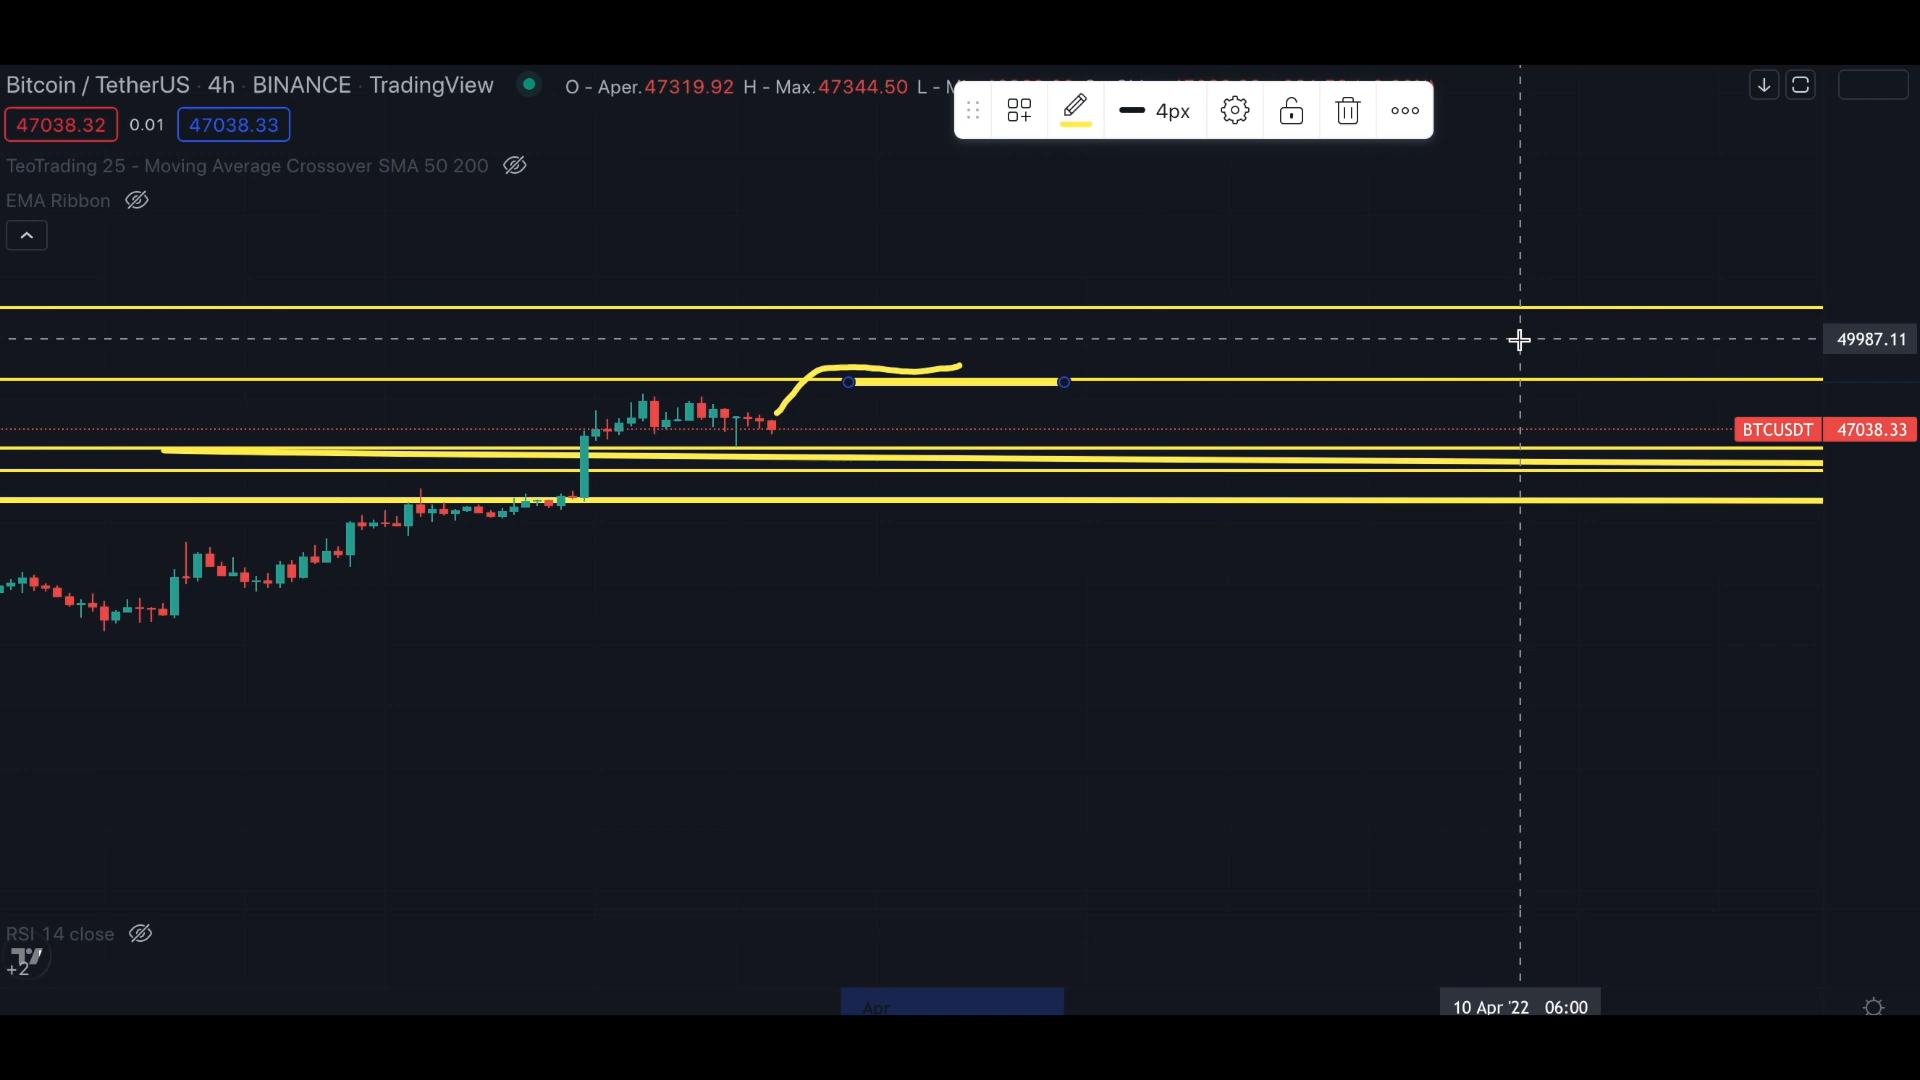 Bitcoin / TetherUS · 4h · BINANCE · TradingView O - Aper.47319.92 H - Max.47344.50 L -
4px
47038.32 0.01 47038.33
TeoTrading 25 - Moving Average Crossover SMA 50 200
EMA Ribbon
49987.11
BTCUSDT 47038.33
RSI 14 close
+2
Apr
10 Apr '22 06:00